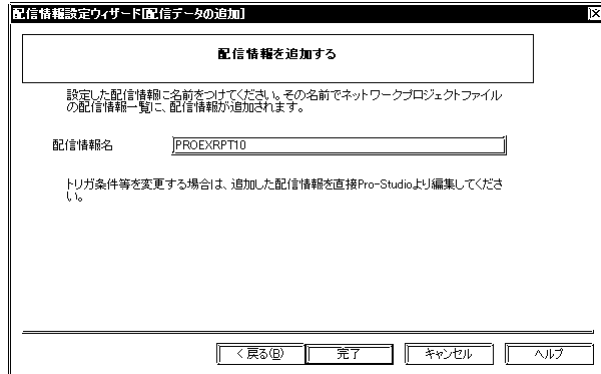 配信情報設定ウィザード[配信データの追加]
配信情報を追加する
設定した配信情報に名前をつけてください。その名前でネットワークプロジェクトファイル
の配信情報一覧に、配信情報が追加されます。
配信情報名
PROEXRPT10
トリガ条件等を変更する場合は、追加した配信情報を直接Pro-Studioより編集してくださ
い。
< 戻る(B)
完了
キャンセル
ヘルプ